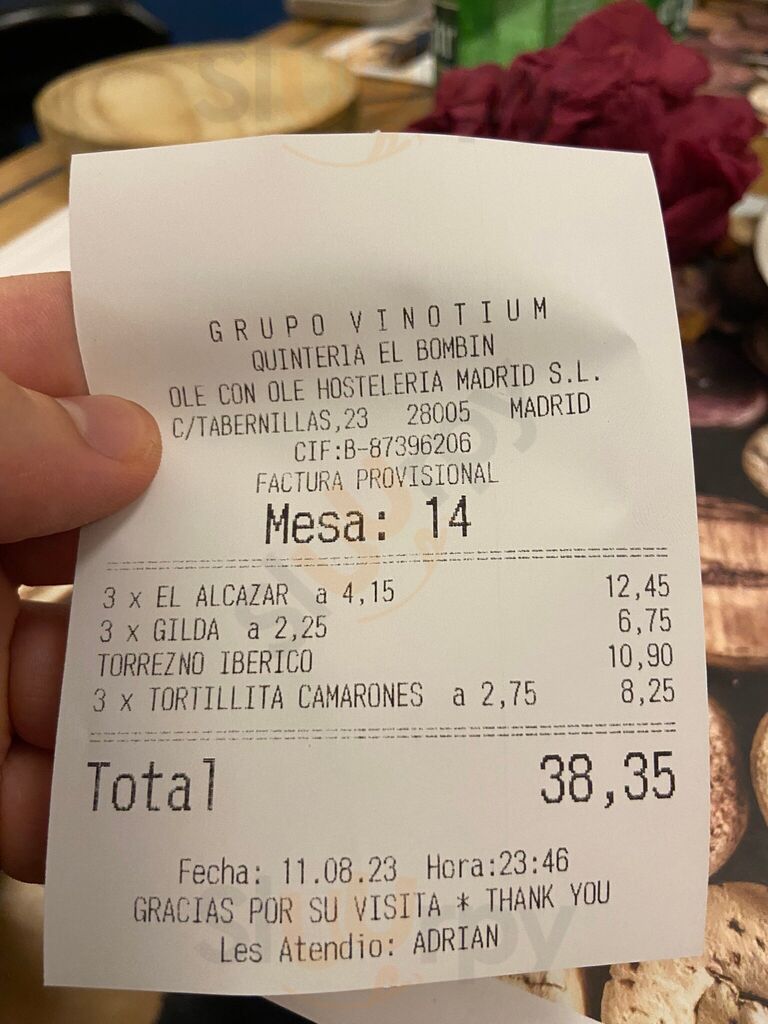 GRUPO VINOTIUM
QUINTERIA EL BOMBIN
OLE CON OLE HOSTELERIA MADRID S.L.
C/TABERNILLAS,23 28005 MADRID
CIF:B-87396206
FACTURA PROVISIONAL
Mesa: 14
3 x EL ALCAZAR a 4,15 12,45
3 x GILDA a 2,25 6,75
TORREZNO IBERICO 10,90
3 x TORTILLITA CAMARONES a 2,75 8,25
Total 38,35
Fecha: 11.08.23 Hora:23:46
GRACIAS POR SU VISITA * THANK YOU
Les Atendio: ADRIAN